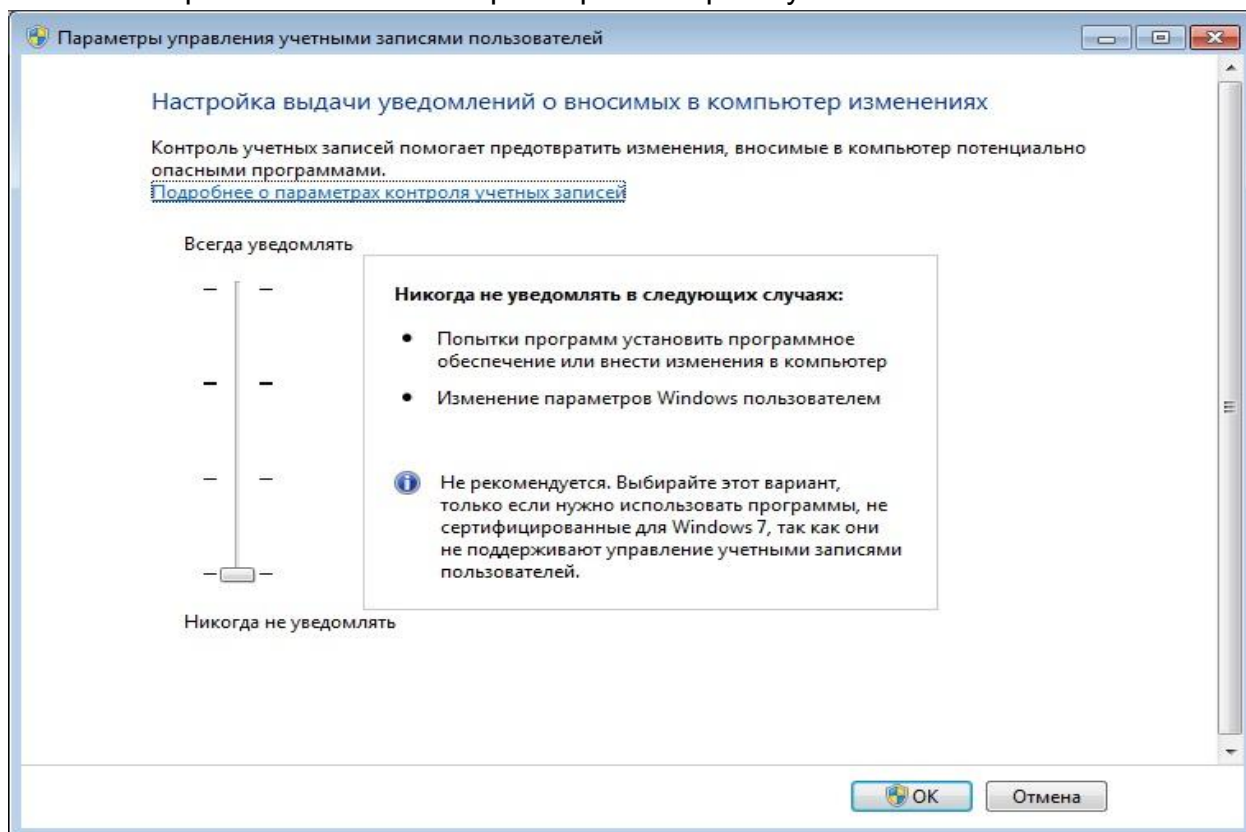 Параметры управления учетными записями пользователей
Настройка выдачи уведомлений о вносимых в компьютер изменениях
Контроль учетных записей помогает предотвратить изменения, вносимые в компьютер потенциально
опасными программами.
Подробнее о параметрах контроля учетных записей
Всегда уведомлять
Никогда не уведомлять в следующих случаях:
• Попытки программ установить программное
обеспечение или внести изменения в компьютер
• Изменение параметров Windows пользователем
Не рекомендуется. Выбирайте этот вариант,
только если нужно использовать программы, не
сертифицированные для Windows 7, так как они
не поддерживают управление учетными записями
пользователей.
Никогда не уведомлять
OK
Отмена